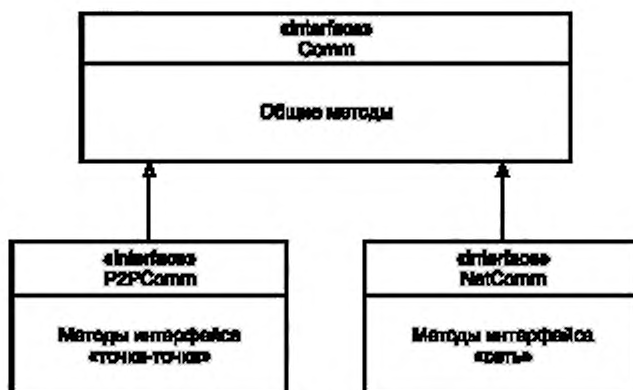 «interface»
Comm
Общие методы
«interface»
P2PComm
Методы интерфейса
«точка-точка»
«interface»
NetComm
Методы интерфейса
«сеть»